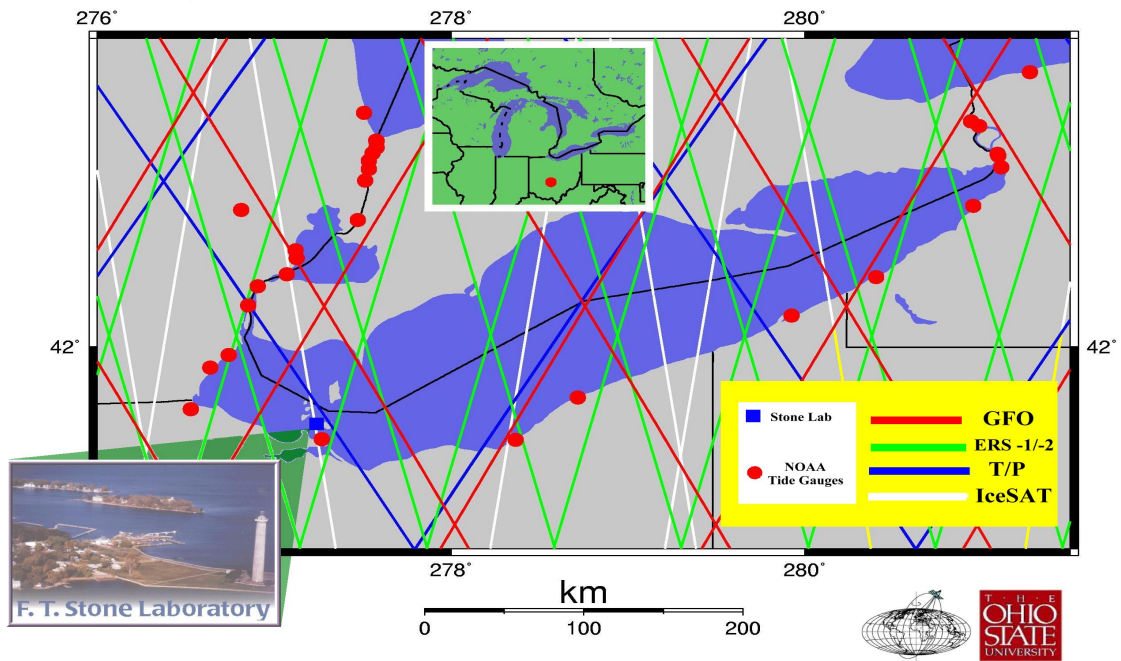 276°
278°
280°
42°
42°
Stone Lab
NOAA
Tide Gauges
GFO
ERS -1/-2
T/P
IceSAT
F. T. Stone Laboratory
278°
280°
km
0
100
200
T · H · E
OHIO
STATE
UNIVERSITY